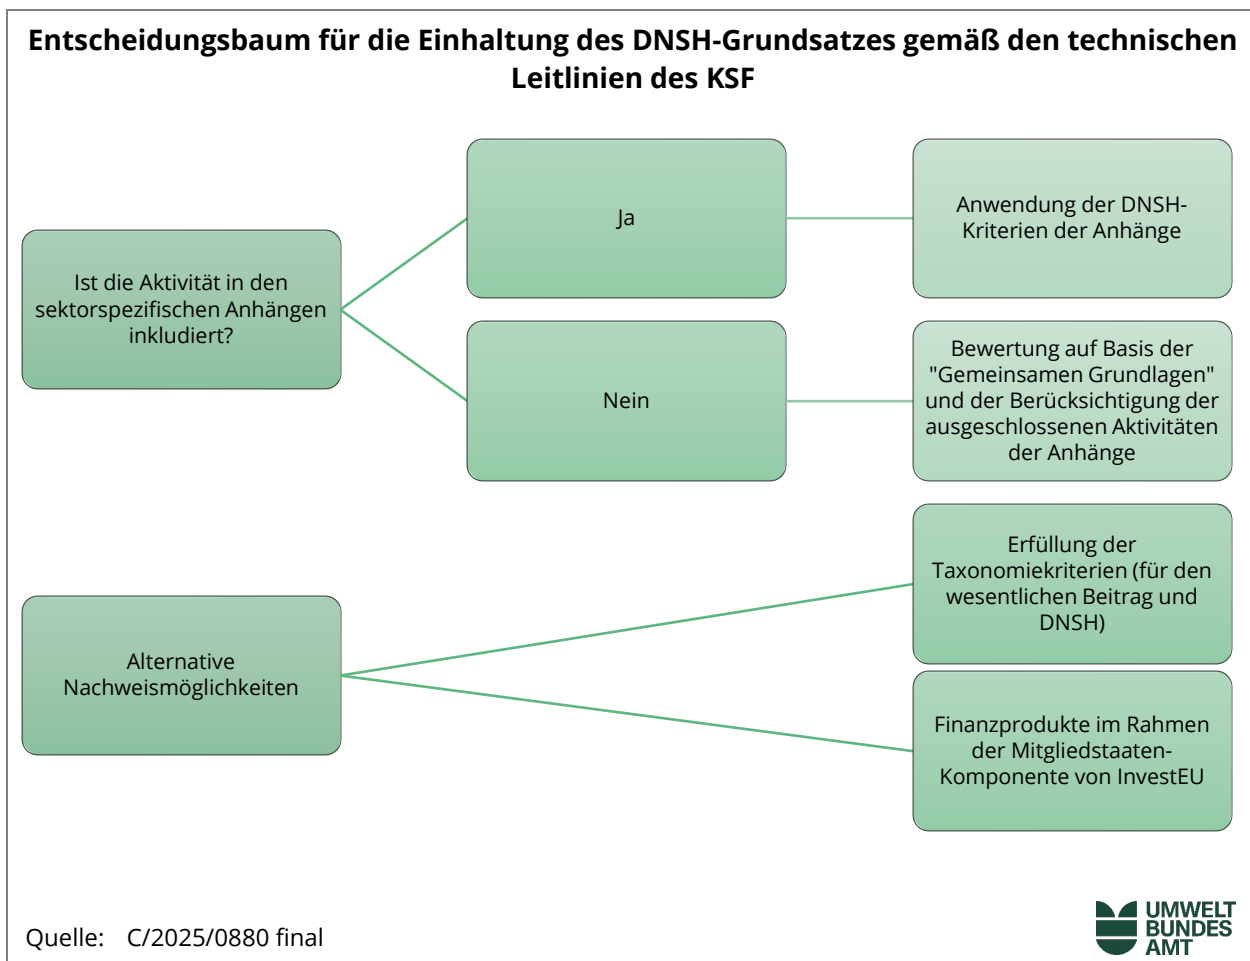 Entscheidungsbaum für die Einhaltung des DNSH-Grundsatzes gemäß den technischen
Leitlinien des KSF
Ist die Aktivität in den
sektorspezifischen Anhängen
inkludiert?
Ja
Anwendung der DNSH-
Kriterien der Anhänge
Nein
Bewertung auf Basis der
"Gemeinsamen Grundlagen"
und der Berücksichtigung der
ausgeschlossenen Aktivitäten
der Anhänge
Alternative
Nachweismöglichkeiten
Erfüllung der
Taxonomiekriterien (für den
wesentlichen Beitrag und
DNSH)
Finanzprodukte im Rahmen
der Mitgliedstaaten-
Komponente von InvestEU
Quelle: C/2025/0880 final
UMWELT
BUNDES
AMT